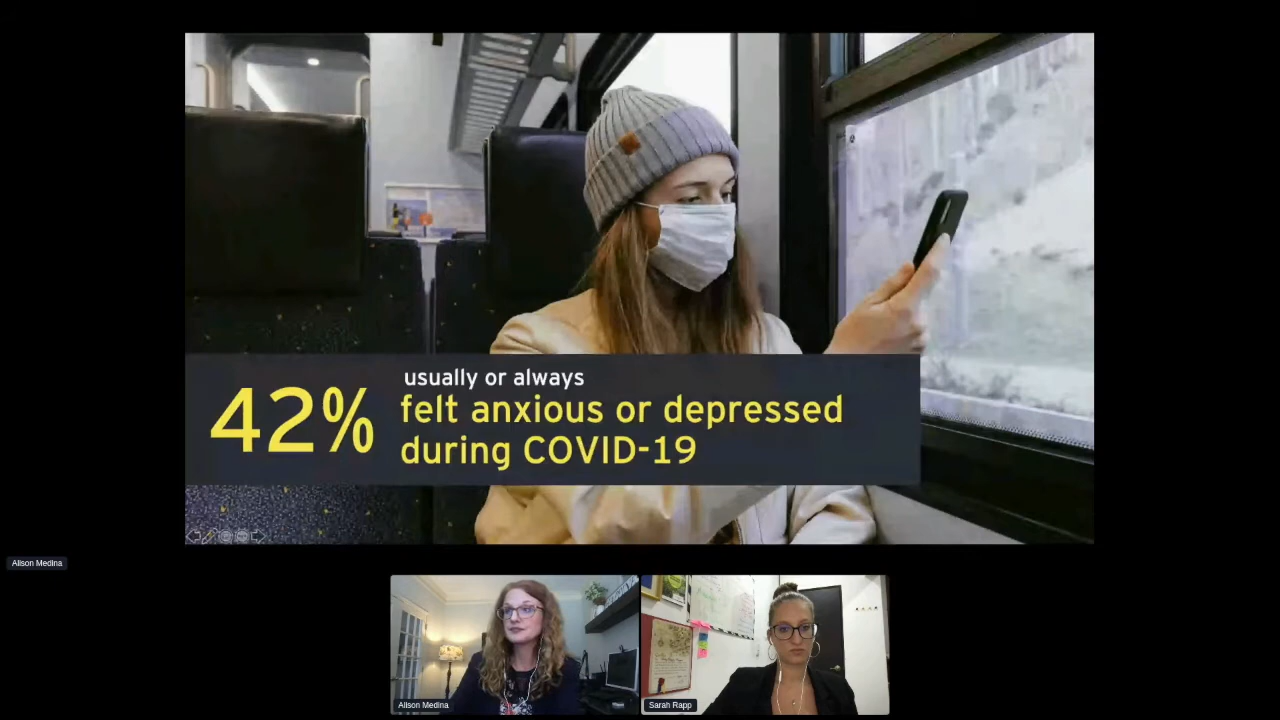 42%
usually or always
felt anxious or depressed
during COVID-19
Alison Medina
Alison Medina
Sarah Rapp